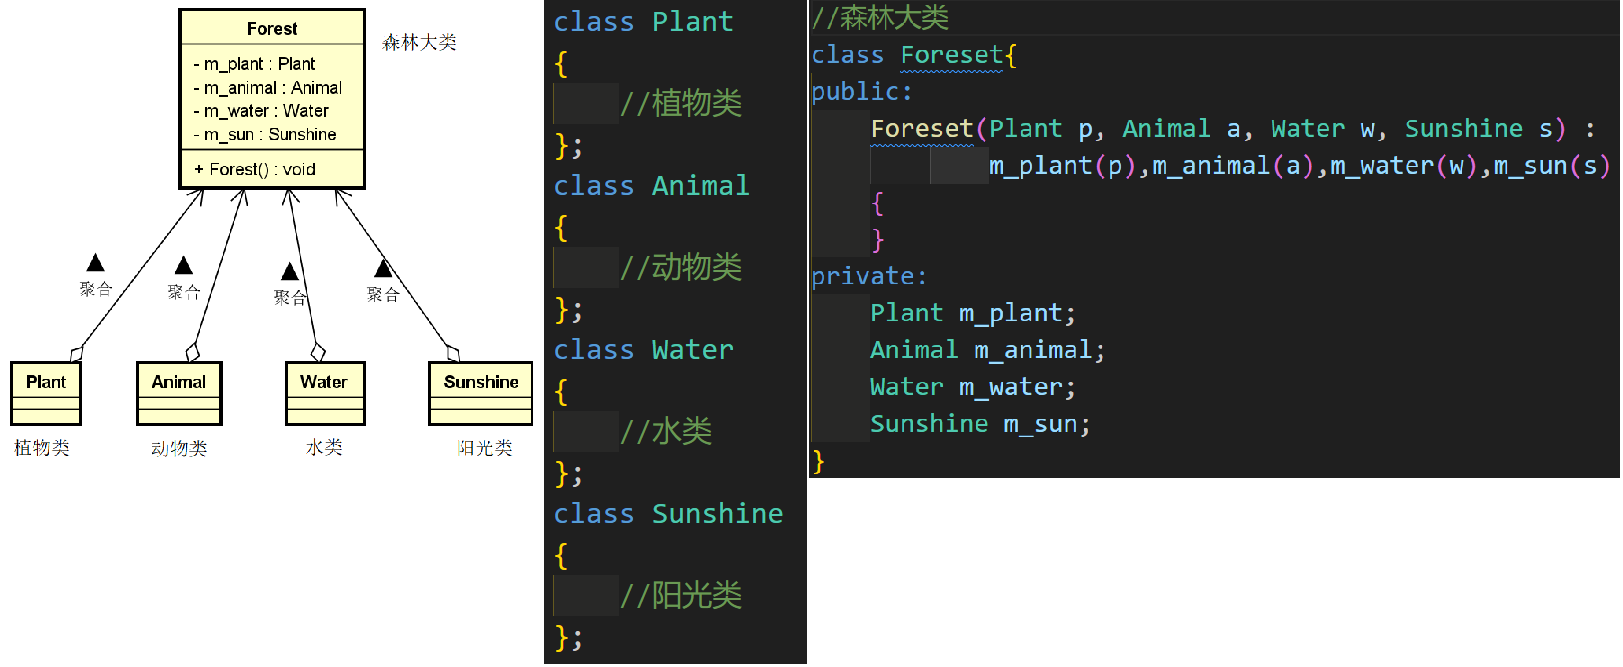 Forest
- m_plant : Plant
- m_animal : Animal
- m_water : Water
- m_sun : Sunshine
+ Forest() : void
森林大类
聚合
聚合
聚合
聚合
Plant
Animal
Water
Sunshine
植物类
动物类
水类
阳光类
class Plant
{
//植物类
};
class Animal
{
//动物类
};
class Water
{
//水类
};
class Sunshine
{
//阳光类
};
//森林大类
class Foreset{
public:
Foreset(Plant p, Animal a, Water w, Sunshine s) :
m_plant(p),m_animal(a),m_water(w),m_sun(s)
{
}
private:
Plant m_plant;
Animal m_animal;
Water m_water;
Sunshine m_sun;
}